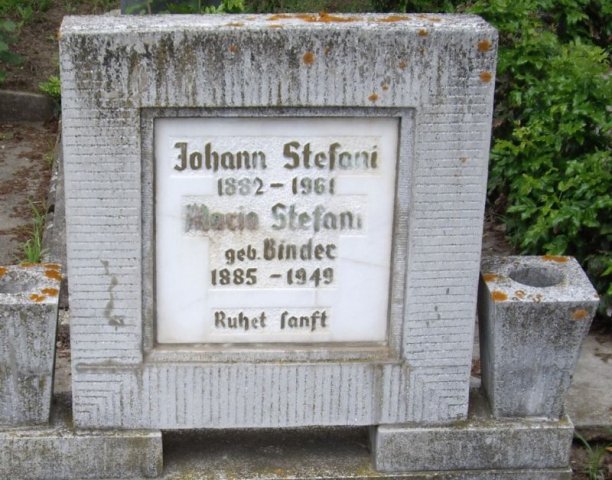 Johann Stefani
1882 - 1961
Maria Stefani
geb. Binder
1885 - 1949
Ruhet sanft